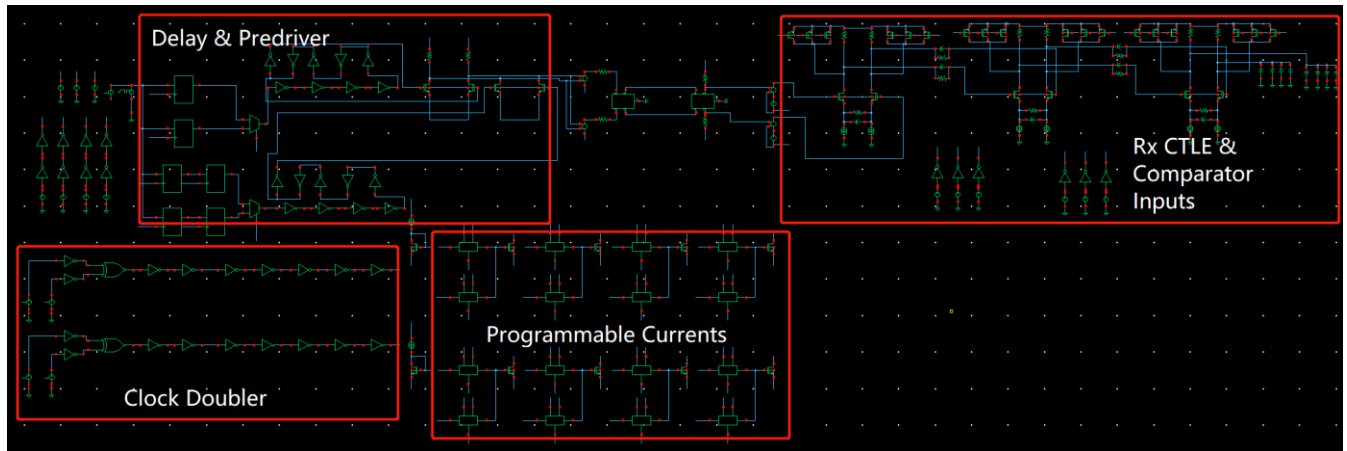 Delay & Predriver
Rx CTLE &
Comparator
Inputs
Programmable Currents
Clock Doubler